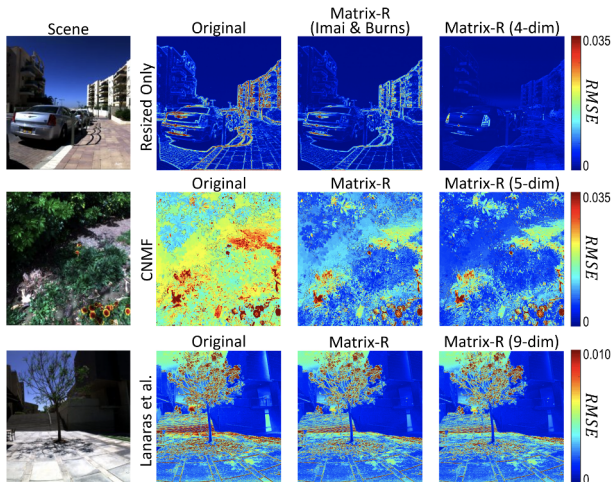 Scene
Original
Matrix-R
(Imai & Burns)
Matrix-R (4-dim)
Resized Only
0.035
RMSE
0
Original
Matrix-R
Matrix-R (5-dim)
CNMF
0.035
RMSE
0
Original
Matrix-R
Matrix-R (9-dim)
Lanaras et al.
0.010
RMSE
0